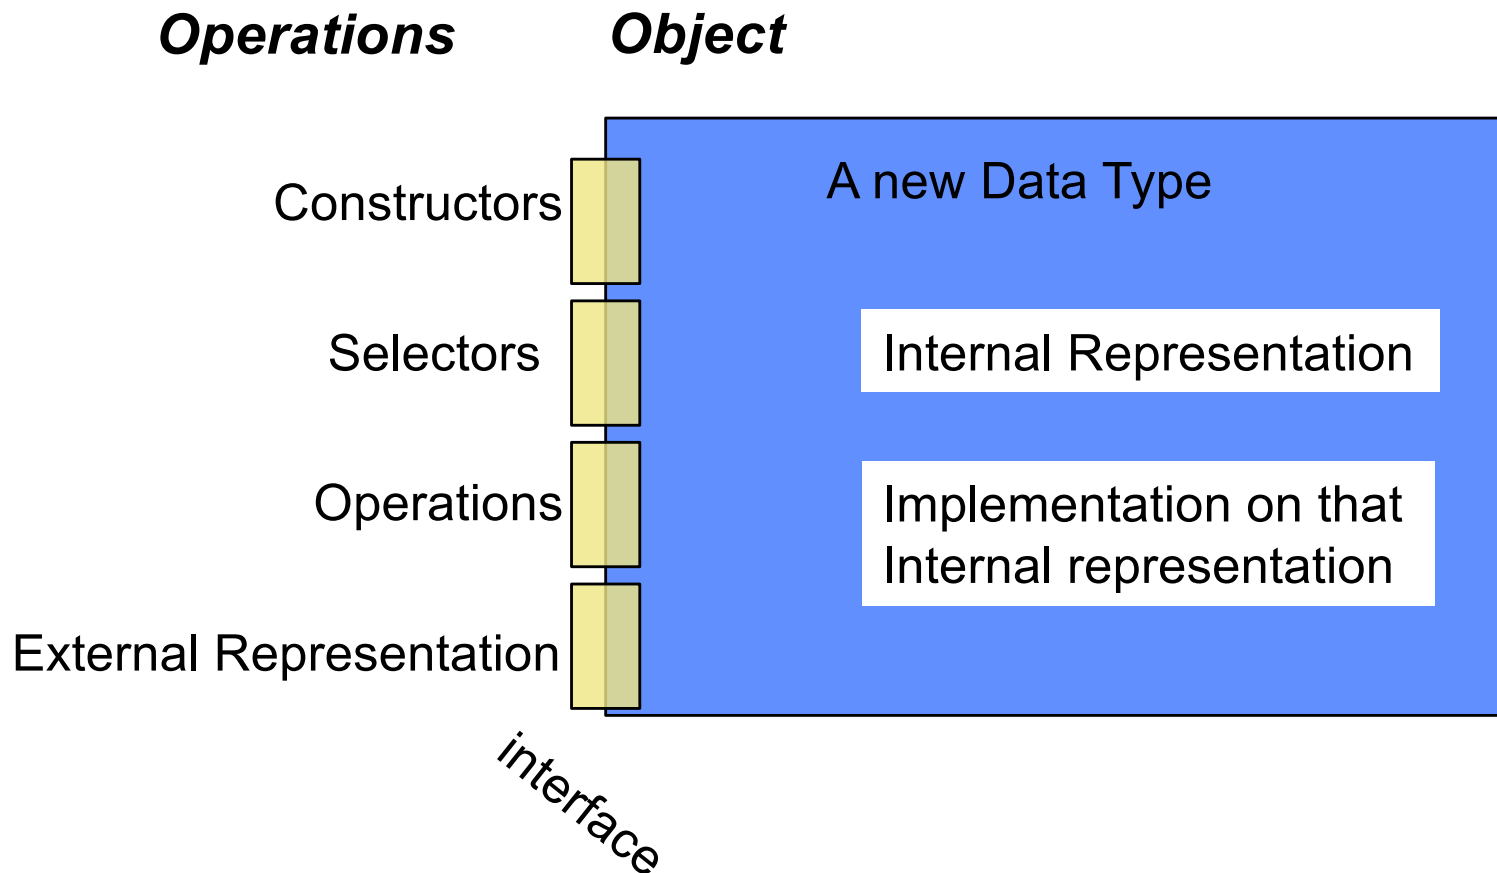 Operations Object
Constructors
A new Data Type
Selectors
Internal Representation
Operations
Implementation on that
Internal representation
External Representation
interface